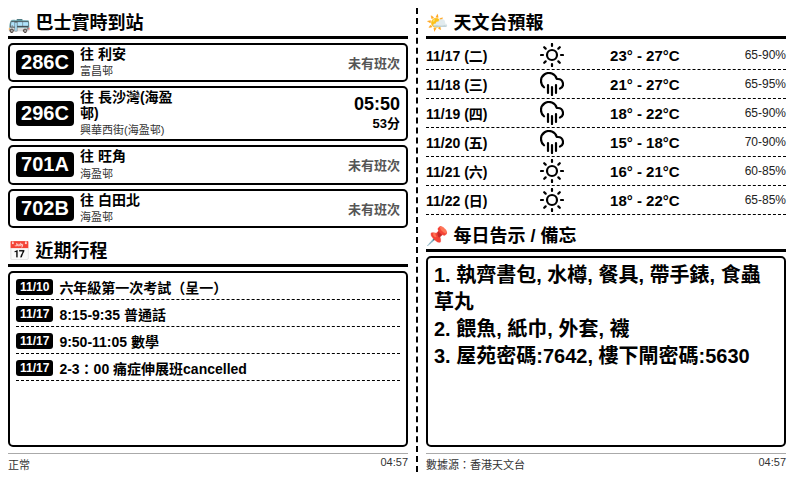 巴士實時到站
286C 往 利安 未有班次
富昌邨
296C 往 長沙灣(海盈 05:50
邨) 53分
興華西街(海盈邨)
701A 往 旺角 未有班次
海盈邨
702B 往 白田北 未有班次
海盈邨
近期行程
11/10 六年級第一次考試（呈一）
11/17 8:15-9:35 普通話
11/17 9:50-11:05 數學
11/17 2-3：00 痛症伸展班cancelled
正常 04:57
天文台預報
11/17 (二) 23° - 27°C 65-90%
11/18 (三) 21° - 27°C 65-95%
11/19 (四) 18° - 22°C 65-90%
11/20 (五) 15° - 18°C 70-90%
11/21 (六) 16° - 21°C 60-85%
11/22 (日) 18° - 22°C 65-85%
每日告示 / 備忘
1. 執齊書包, 水樽, 餐具, 帶手錶, 食蟲
草丸
2. 餵魚, 紙巾, 外套, 襪
3. 屋苑密碼:7642, 樓下閘密碼:5630
數據源：香港天文台 04:57